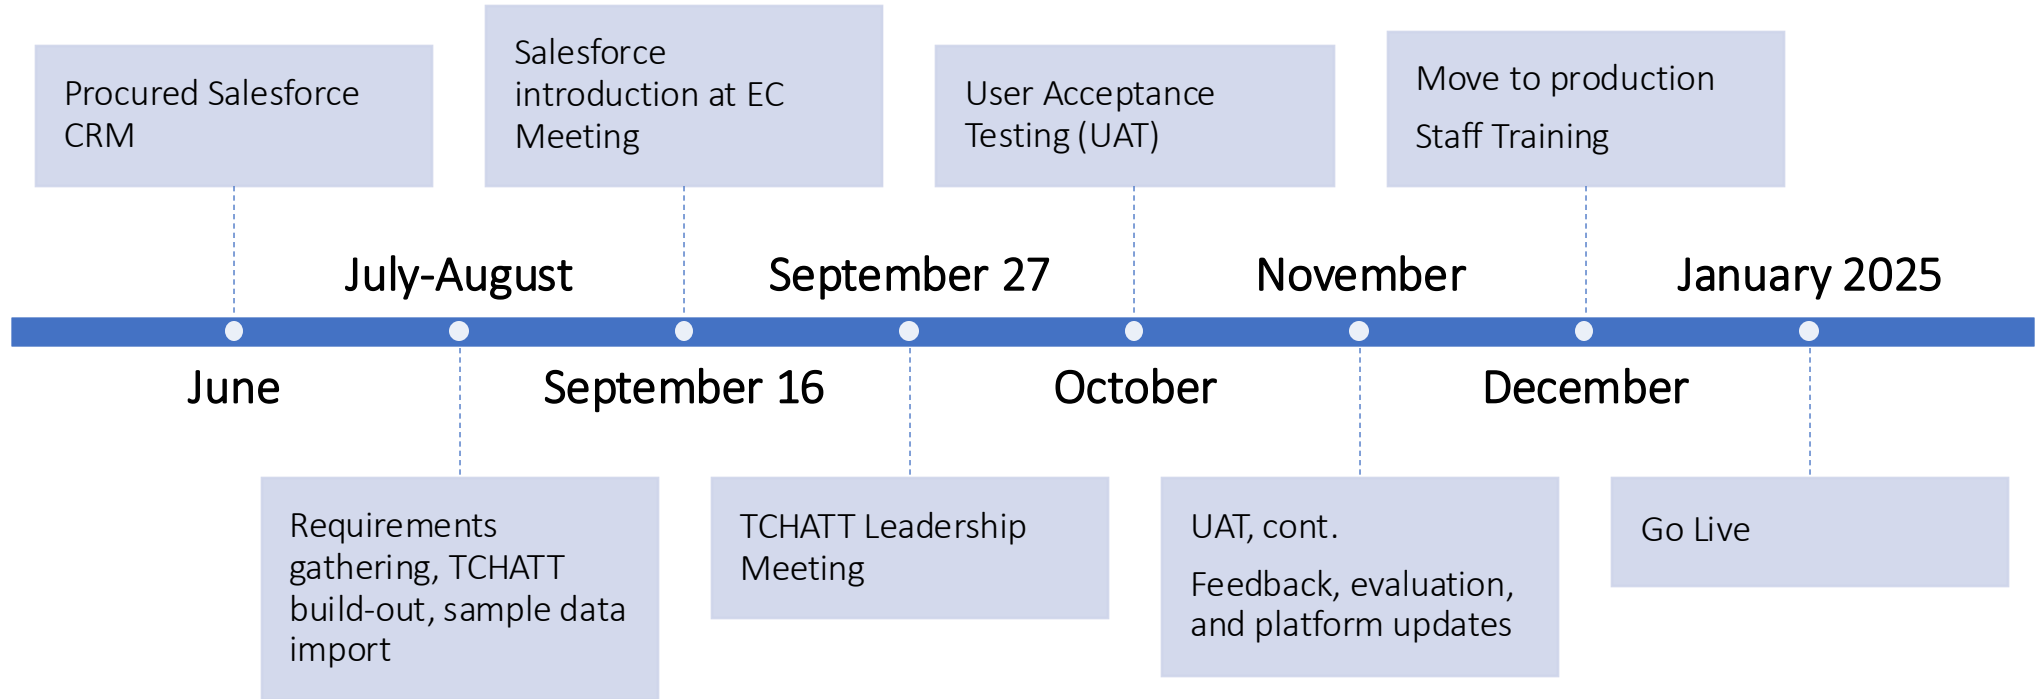 Procured Salesforce
CRM
Salesforce
introduction at EC
Meeting
User Acceptance
Testing (UAT)
Move to production
Staff Training
July-August
September 27
November
January 2025
June
September 16
October
December
Requirements
gathering, TCHATT
build-out, sample data
import
TCHATT Leadership
Meeting
UAT, cont.
Feedback, evaluation,
and platform updates
Go Live